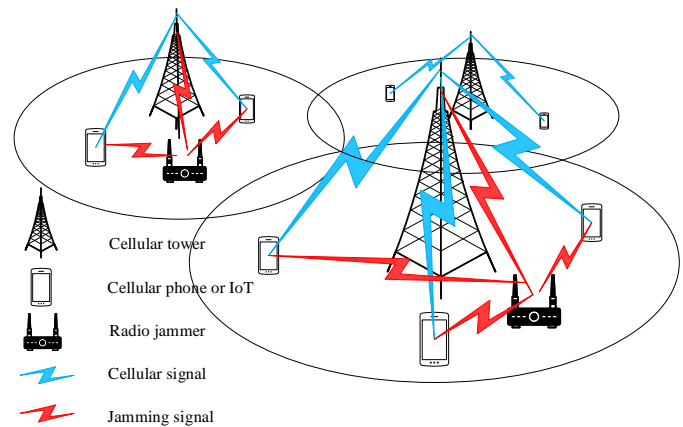 Cellular tower
Cellular phone or IoT
Radio jammer
Cellular signal
Jamming signal